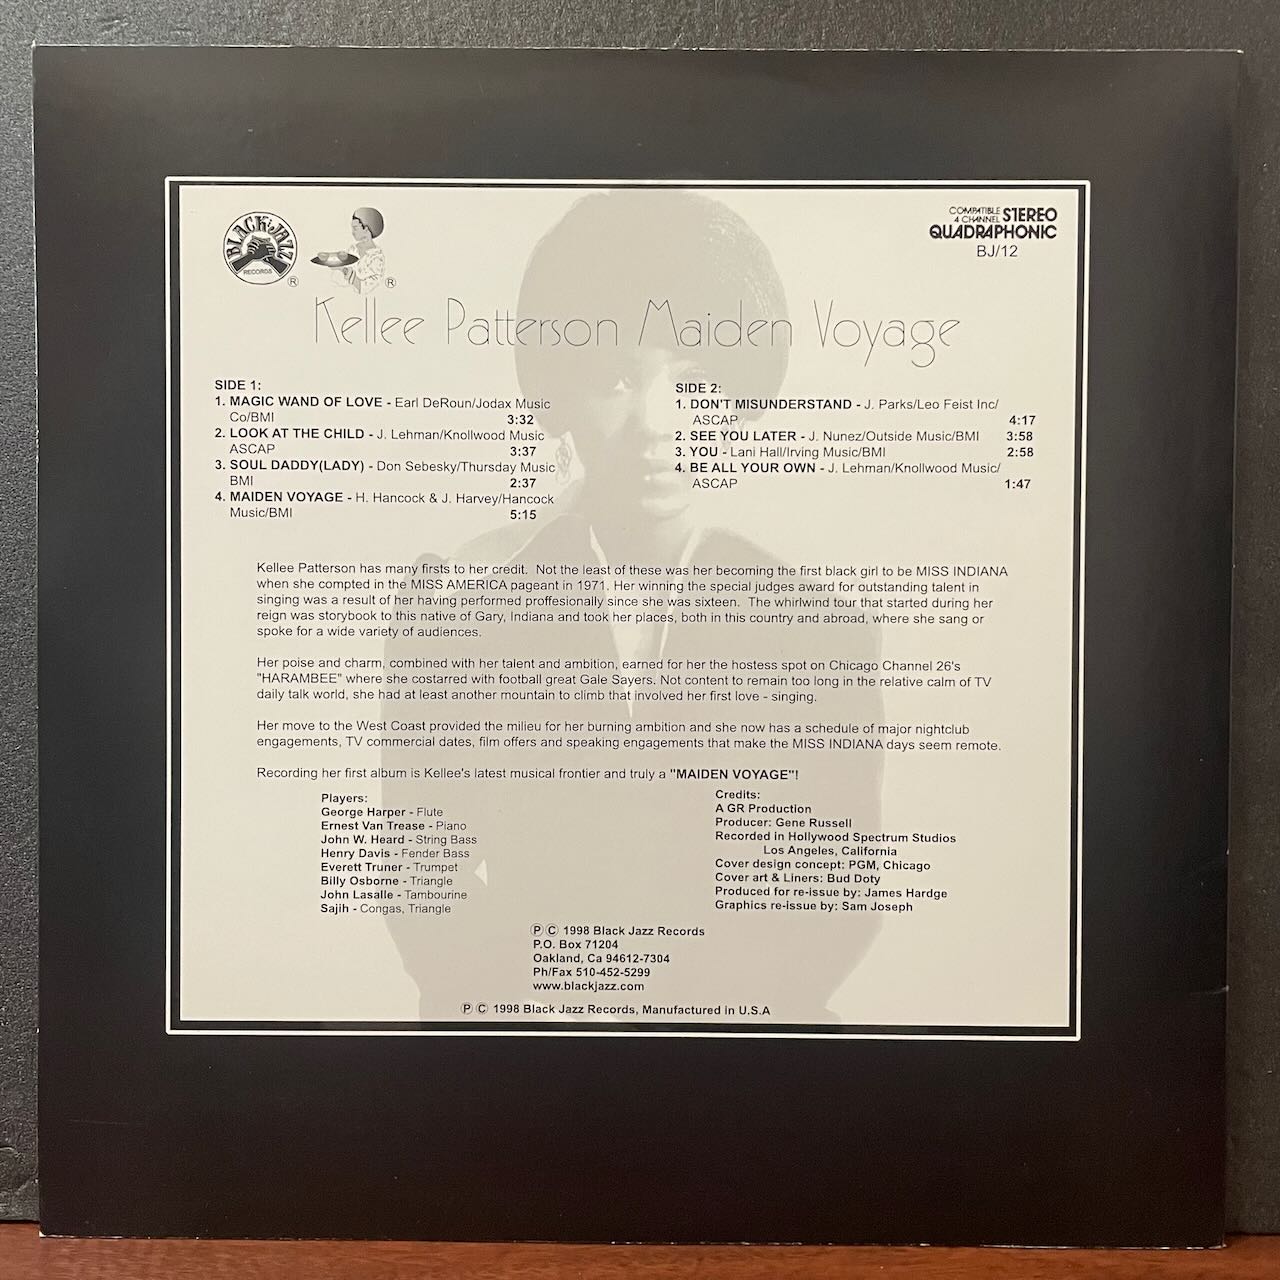 BLACK JAZZ
RECORDS
®
®
COMPATIBLE
4 CHANNEL STEREO
QUADRAPHONIC
BJ/12
Kellee Patterson Maiden Voyage
SIDE 1:
1. MAGIC WAND OF LOVE - Earl DeRoun/Jodax Music
Co/BMI 3:32
2. LOOK AT THE CHILD - J. Lehman/Knollwood Music
ASCAP 3:37
3. SOUL DADDY(LADY) - Don Sebesky/Thursday Music
BMI 2:37
4. MAIDEN VOYAGE - H. Hancock & J. Harvey/Hancock
Music/BMI 5:15
SIDE 2:
1. DON'T MISUNDERSTAND - J. Parks/Leo Feist Inc/
ASCAP 4:17
2. SEE YOU LATER - J. Nunez/Outside Music/BMI 3:58
3. YOU - Lani Hall/Irving Music/BMI 2:58
4. BE ALL YOUR OWN - J. Lehman/Knollwood Music/
ASCAP 1:47
Kellee Patterson has many firsts to her credit. Not the least of these was her becoming the first black girl to be MISS INDIANA
when she compted in the MISS AMERICA pageant in 1971. Her winning the special judges award for outstanding talent in
singing was a result of her having performed proffesionally since she was sixteen. The whirlwind tour that started during her
reign was storybook to this native of Gary, Indiana and took her places, both in this country and abroad, where she sang or
spoke for a wide variety of audiences.
Her poise and charm, combined with her talent and ambition, earned for her the hostess spot on Chicago Channel 26's
"HARAMBEE" where she costarred with football great Gale Sayers. Not content to remain too long in the relative calm of TV
daily talk world, she had at least another mountain to climb that involved her first love - singing.
Her move to the West Coast provided the milieu for her burning ambition and she now has a schedule of major nightclub
engagements, TV commercial dates, film offers and speaking engagements that make the MISS INDIANA days seem remote.
Recording her first album is Kellee's latest musical frontier and truly a "MAIDEN VOYAGE"!
Players:
George Harper - Flute
Ernest Van Trease - Piano
John W. Heard - String Bass
Henry Davis - Fender Bass
Everett Truner - Trumpet
Billy Osborne - Triangle
John Lasalle - Tambourine
Sajih - Congas, Triangle
Credits:
A GR Production
Producer: Gene Russell
Recorded in Hollywood Spectrum Studios
Los Angeles, California
Cover design concept: PGM, Chicago
Cover art & Liners: Bud Doty
Produced for re-issue by: James Hardge
Graphics re-issue by: Sam Joseph
ⓅⒸ 1998 Black Jazz Records
P.O. Box 71204
Oakland, Ca 94612-7304
Ph/Fax 510-452-5299
www.blackjazz.com
ⓅⒸ 1998 Black Jazz Records, Manufactured in U.S.A